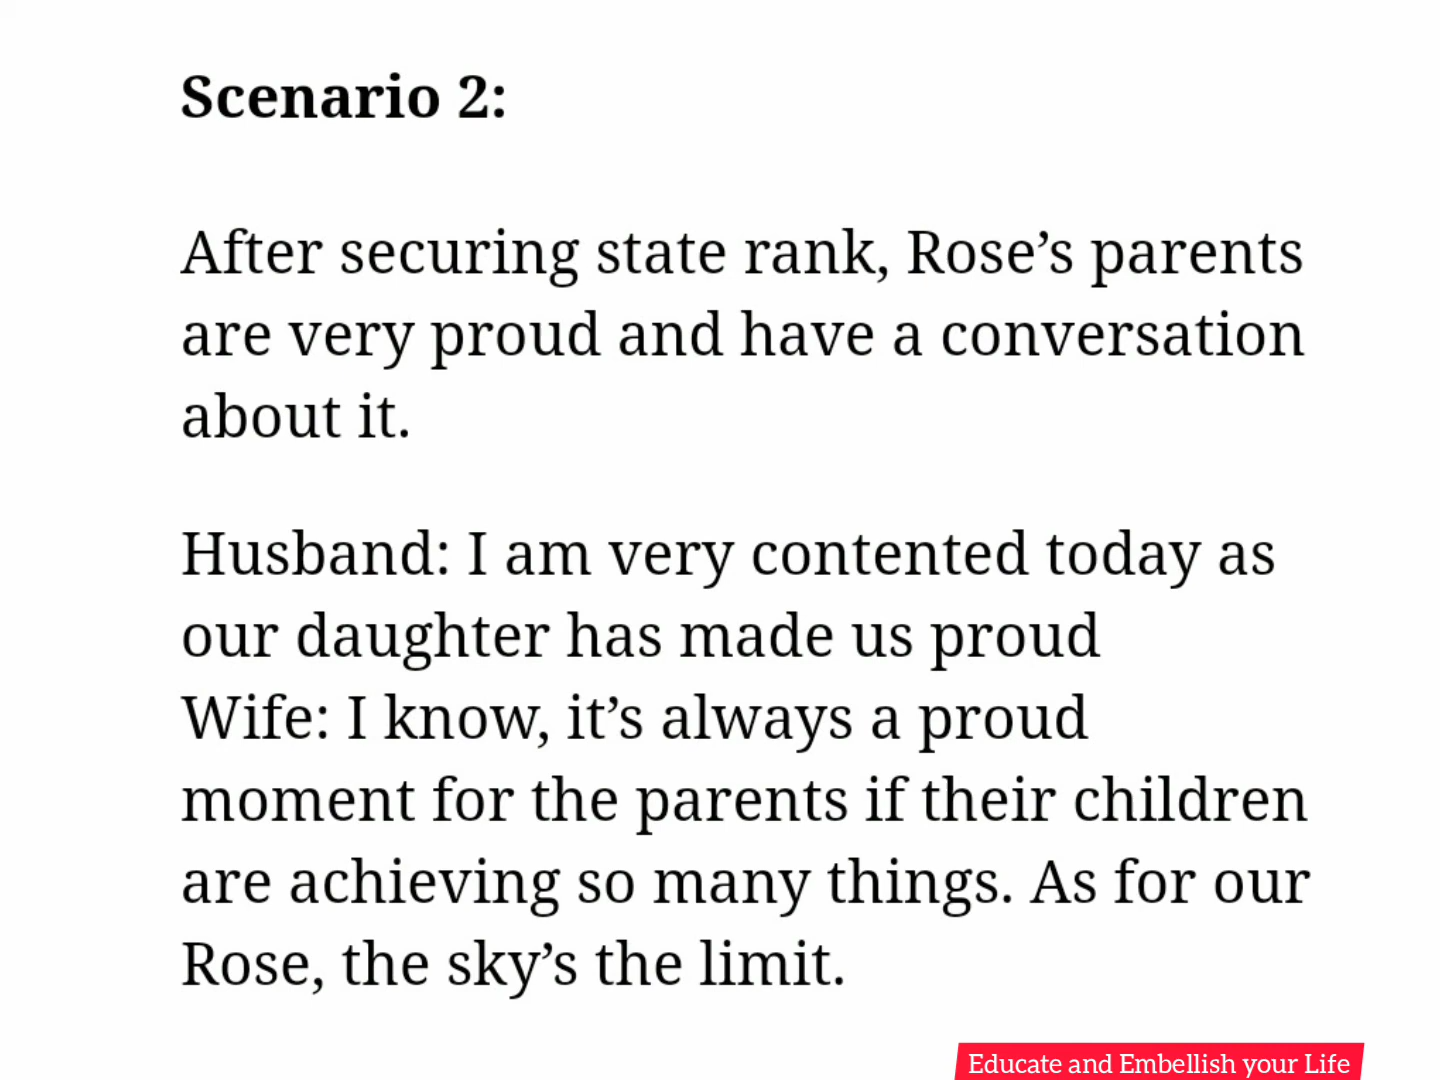 Scenario 2:
After securing state rank, Rose’s parents
are very proud and have a conversation
about it.
Husband: I am very contented today as
our daughter has made us proud
Wife: I know, it’s always a proud
moment for the parents if their children
are achieving so many things. As for our
Rose, the sky’s the limit.
Educate and Embellish your Life